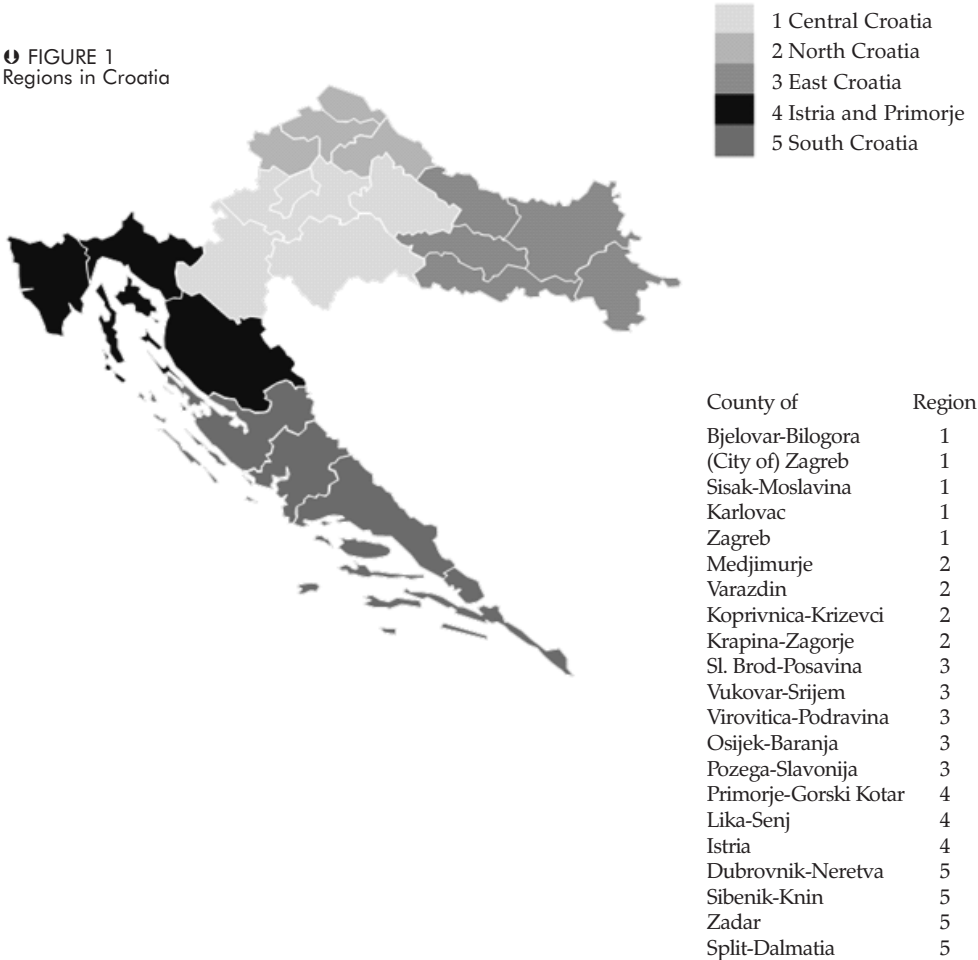 FIGURE 1
Regions in Croatia
1 Central Croatia
2 North Croatia
3 East Croatia
4 Istria and Primorje
5 South Croatia
County of Region
Bjelovar-Bilogora 1
(City of) Zagreb 1
Sisak-Moslavina 1
Karlovac 1
Zagreb 1
Medjimurje 2
Varazdin 2
Koprivnica-Krizevci 2
Krapina-Zagorje 2
Sl. Brod-Posavina 3
Vukovar-Srijem 3
Virovitica-Podravina 3
Osijek-Baranja 3
Pozega-Slavonija 3
Primorje-Gorski Kotar 4
Lika-Senj 4
Istria 4
Dubrovnik-Neretva 5
Sibenik-Knin 5
Zadar 5
Split-Dalmatia 5